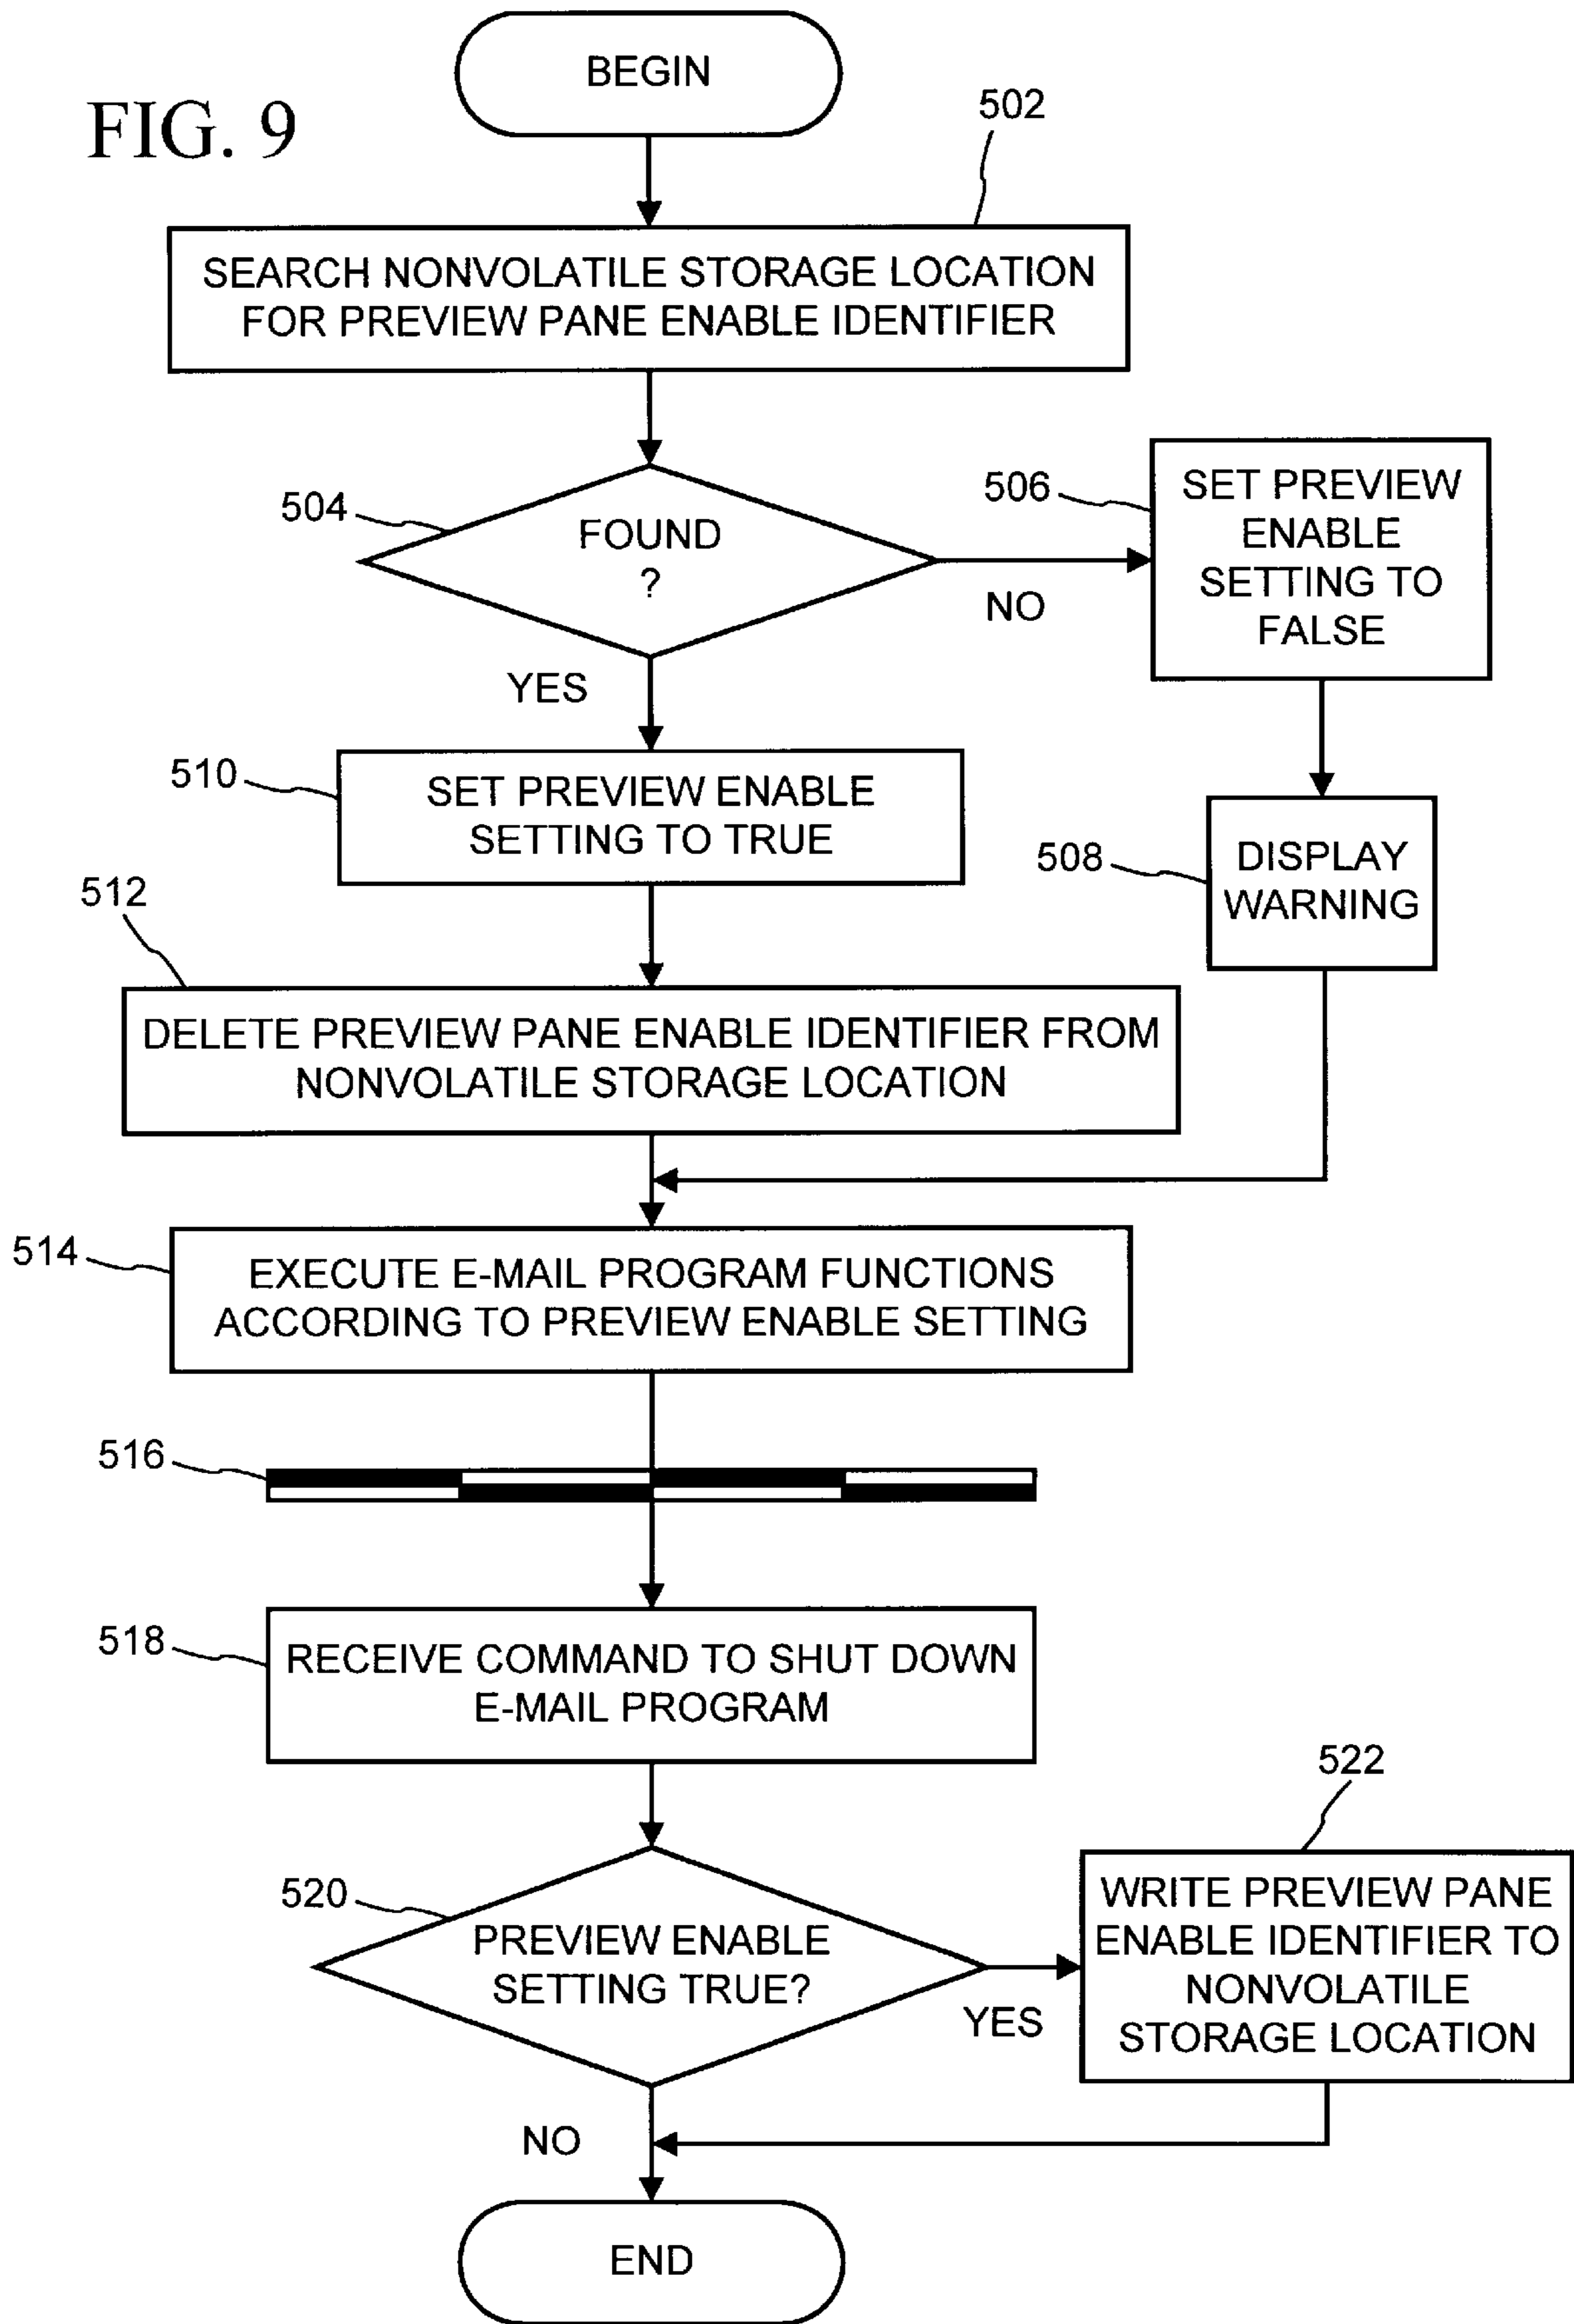 FIG. 9
BEGIN
502
SEARCH NONVOLATILE STORAGE LOCATION
FOR PREVIEW PANE ENABLE IDENTIFIER
504
FOUND
?
NO
506
SET PREVIEW
ENABLE
SETTING TO
FALSE
YES
508
DISPLAY
WARNING
510
SET PREVIEW ENABLE
SETTING TO TRUE
512
DELETE PREVIEW PANE ENABLE IDENTIFIER FROM
NONVOLATILE STORAGE LOCATION
514
EXECUTE E-MAIL PROGRAM FUNCTIONS
ACCORDING TO PREVIEW ENABLE SETTING
516
518
RECEIVE COMMAND TO SHUT DOWN
E-MAIL PROGRAM
520
PREVIEW ENABLE
SETTING TRUE?
YES
522
WRITE PREVIEW PANE
ENABLE IDENTIFIER TO
NONVOLATILE
STORAGE LOCATION
NO
END